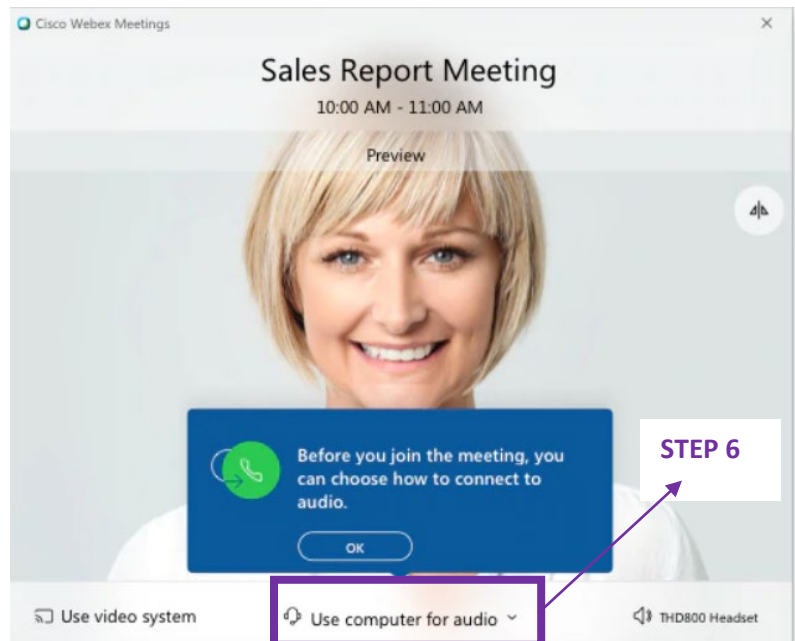 Cisco Webex Meetings
Sales Report Meeting
10:00 AM - 11:00 AM
Preview
Before you join the meeting, you
can choose how to connect to
audio.
OK
STEP 6
Use video system
Use computer for audio
THD800 Headset